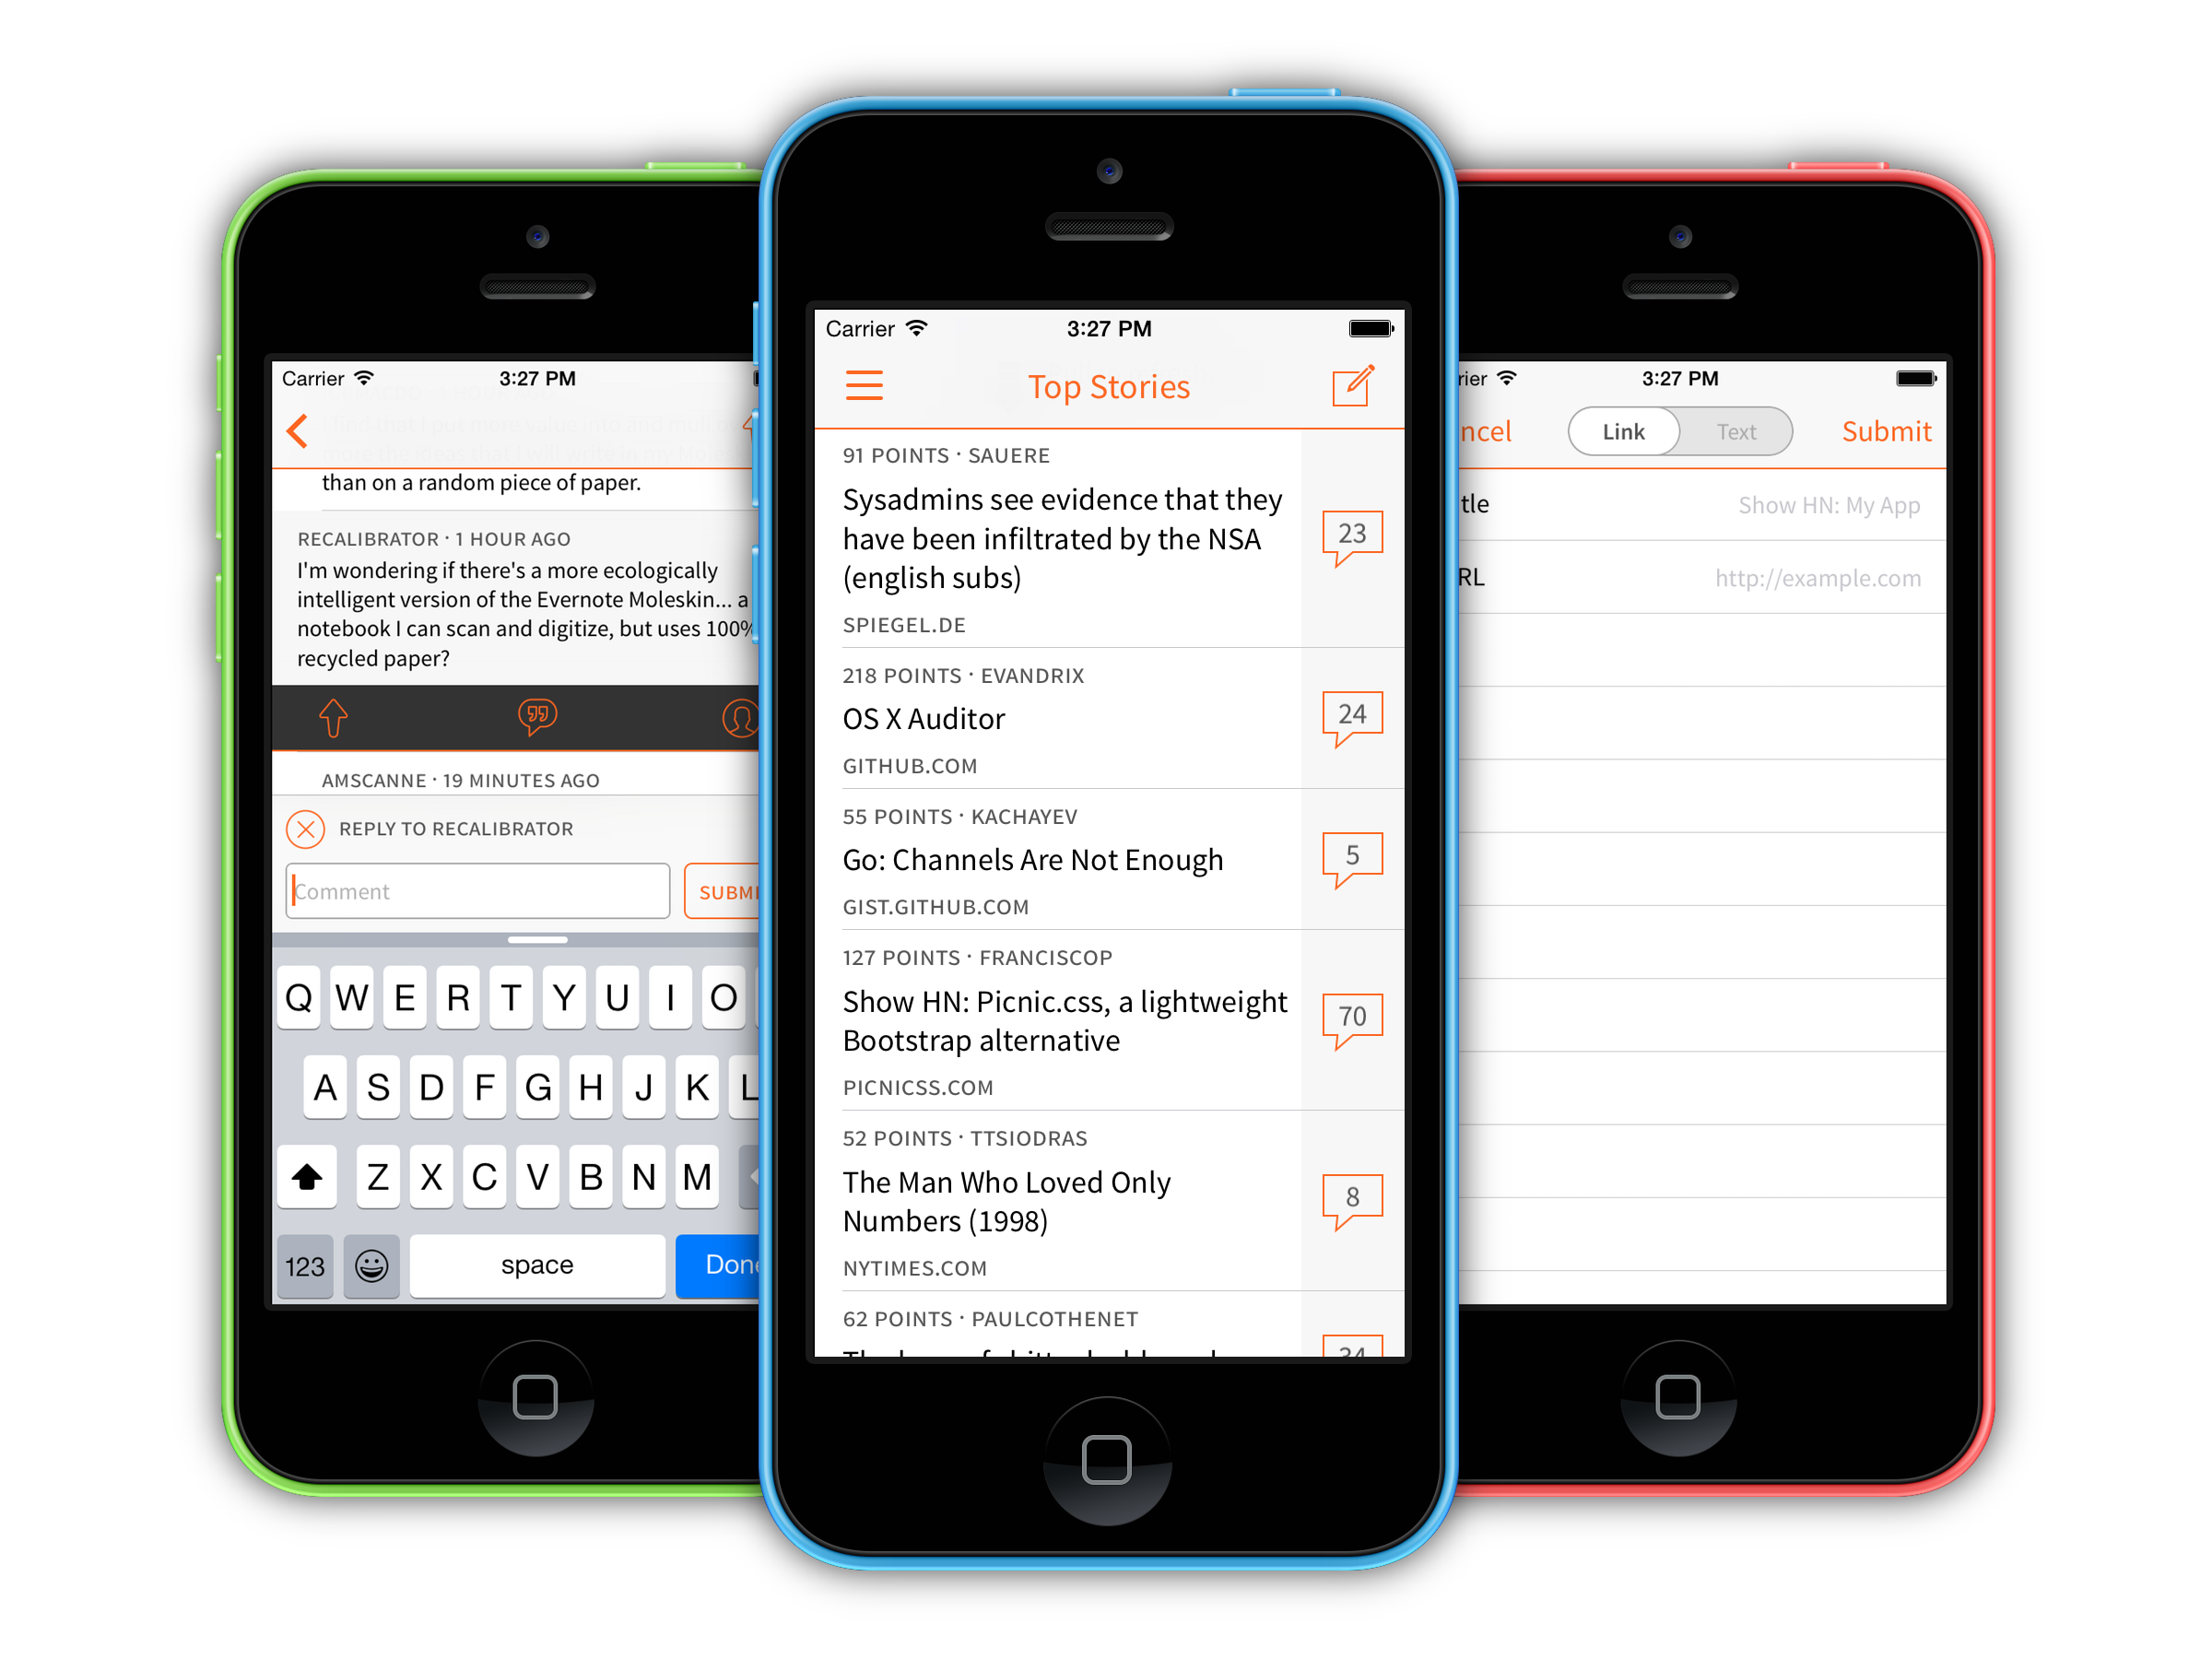 Carrier 3:27 PM
than on a random piece of paper.
RECALIBRATOR · 1 HOUR AGO
I'm wondering if there's a more ecologically
intelligent version of the Evernote Moleskin... a
notebook I can scan and digitize, but uses 100%
recycled paper?
AMSCANNE · 19 MINUTES AGO
REPLY TO RECALIBRATOR
Comment
Q W E R T Y U I O
A S D F G H J K L
Z X C V B N M
123 space Done
Carrier 3:27 PM
Top Stories
91 POINTS · SAUERE
Sysadmins see evidence that they
have been infiltrated by the NSA
(english subs)
23
SPIEGEL.DE
218 POINTS · EVANDRIX
OS X Auditor
24
GITHUB.COM
55 POINTS · KACHAYEV
Go: Channels Are Not Enough
5
GIST.GITHUB.COM
127 POINTS · FRANCISCOP
Show HN: Picnic.css, a lightweight
Bootstrap alternative
70
PICNICSS.COM
52 POINTS · TTSIODRAS
The Man Who Loved Only
Numbers (1998)
8
NYTIMES.COM
62 POINTS · PAULCOTHENET
34
rier 3:27 PM
ncel Link Text Submit
tle Show HN: My App
RL http://example.com